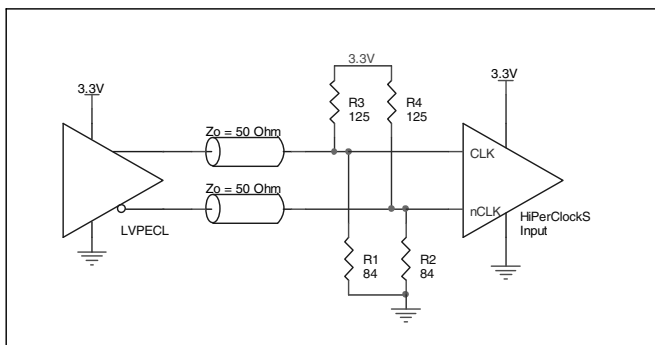 3.3V
3.3V
3.3V
R3
125
R4
125
Zo = 50 Ohm
CLK
Zo = 50 Ohm
nCLK
HiPerClockS
Input
LVPECL
R1
84
R2
84